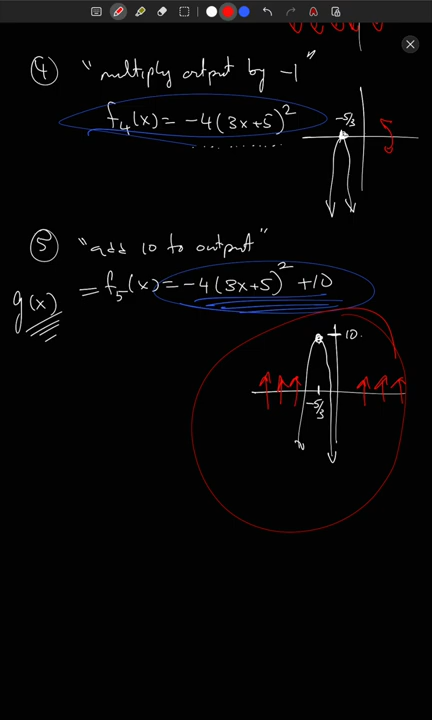 ④ "multiply output by -1"
f₄(x) = -4(3x+5)²
-5/3
⑤ "add 10 to output"
g(x) = f₅(x) = -4(3x+5)² + 10
10
-5/3